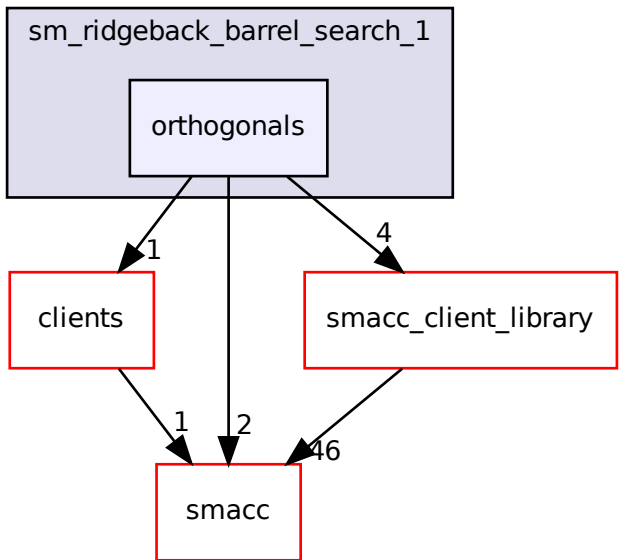 sm_ridgeback_barrel_search_1
orthogonals
1
4
clients
smacc_client_library
1
2
46
smacc